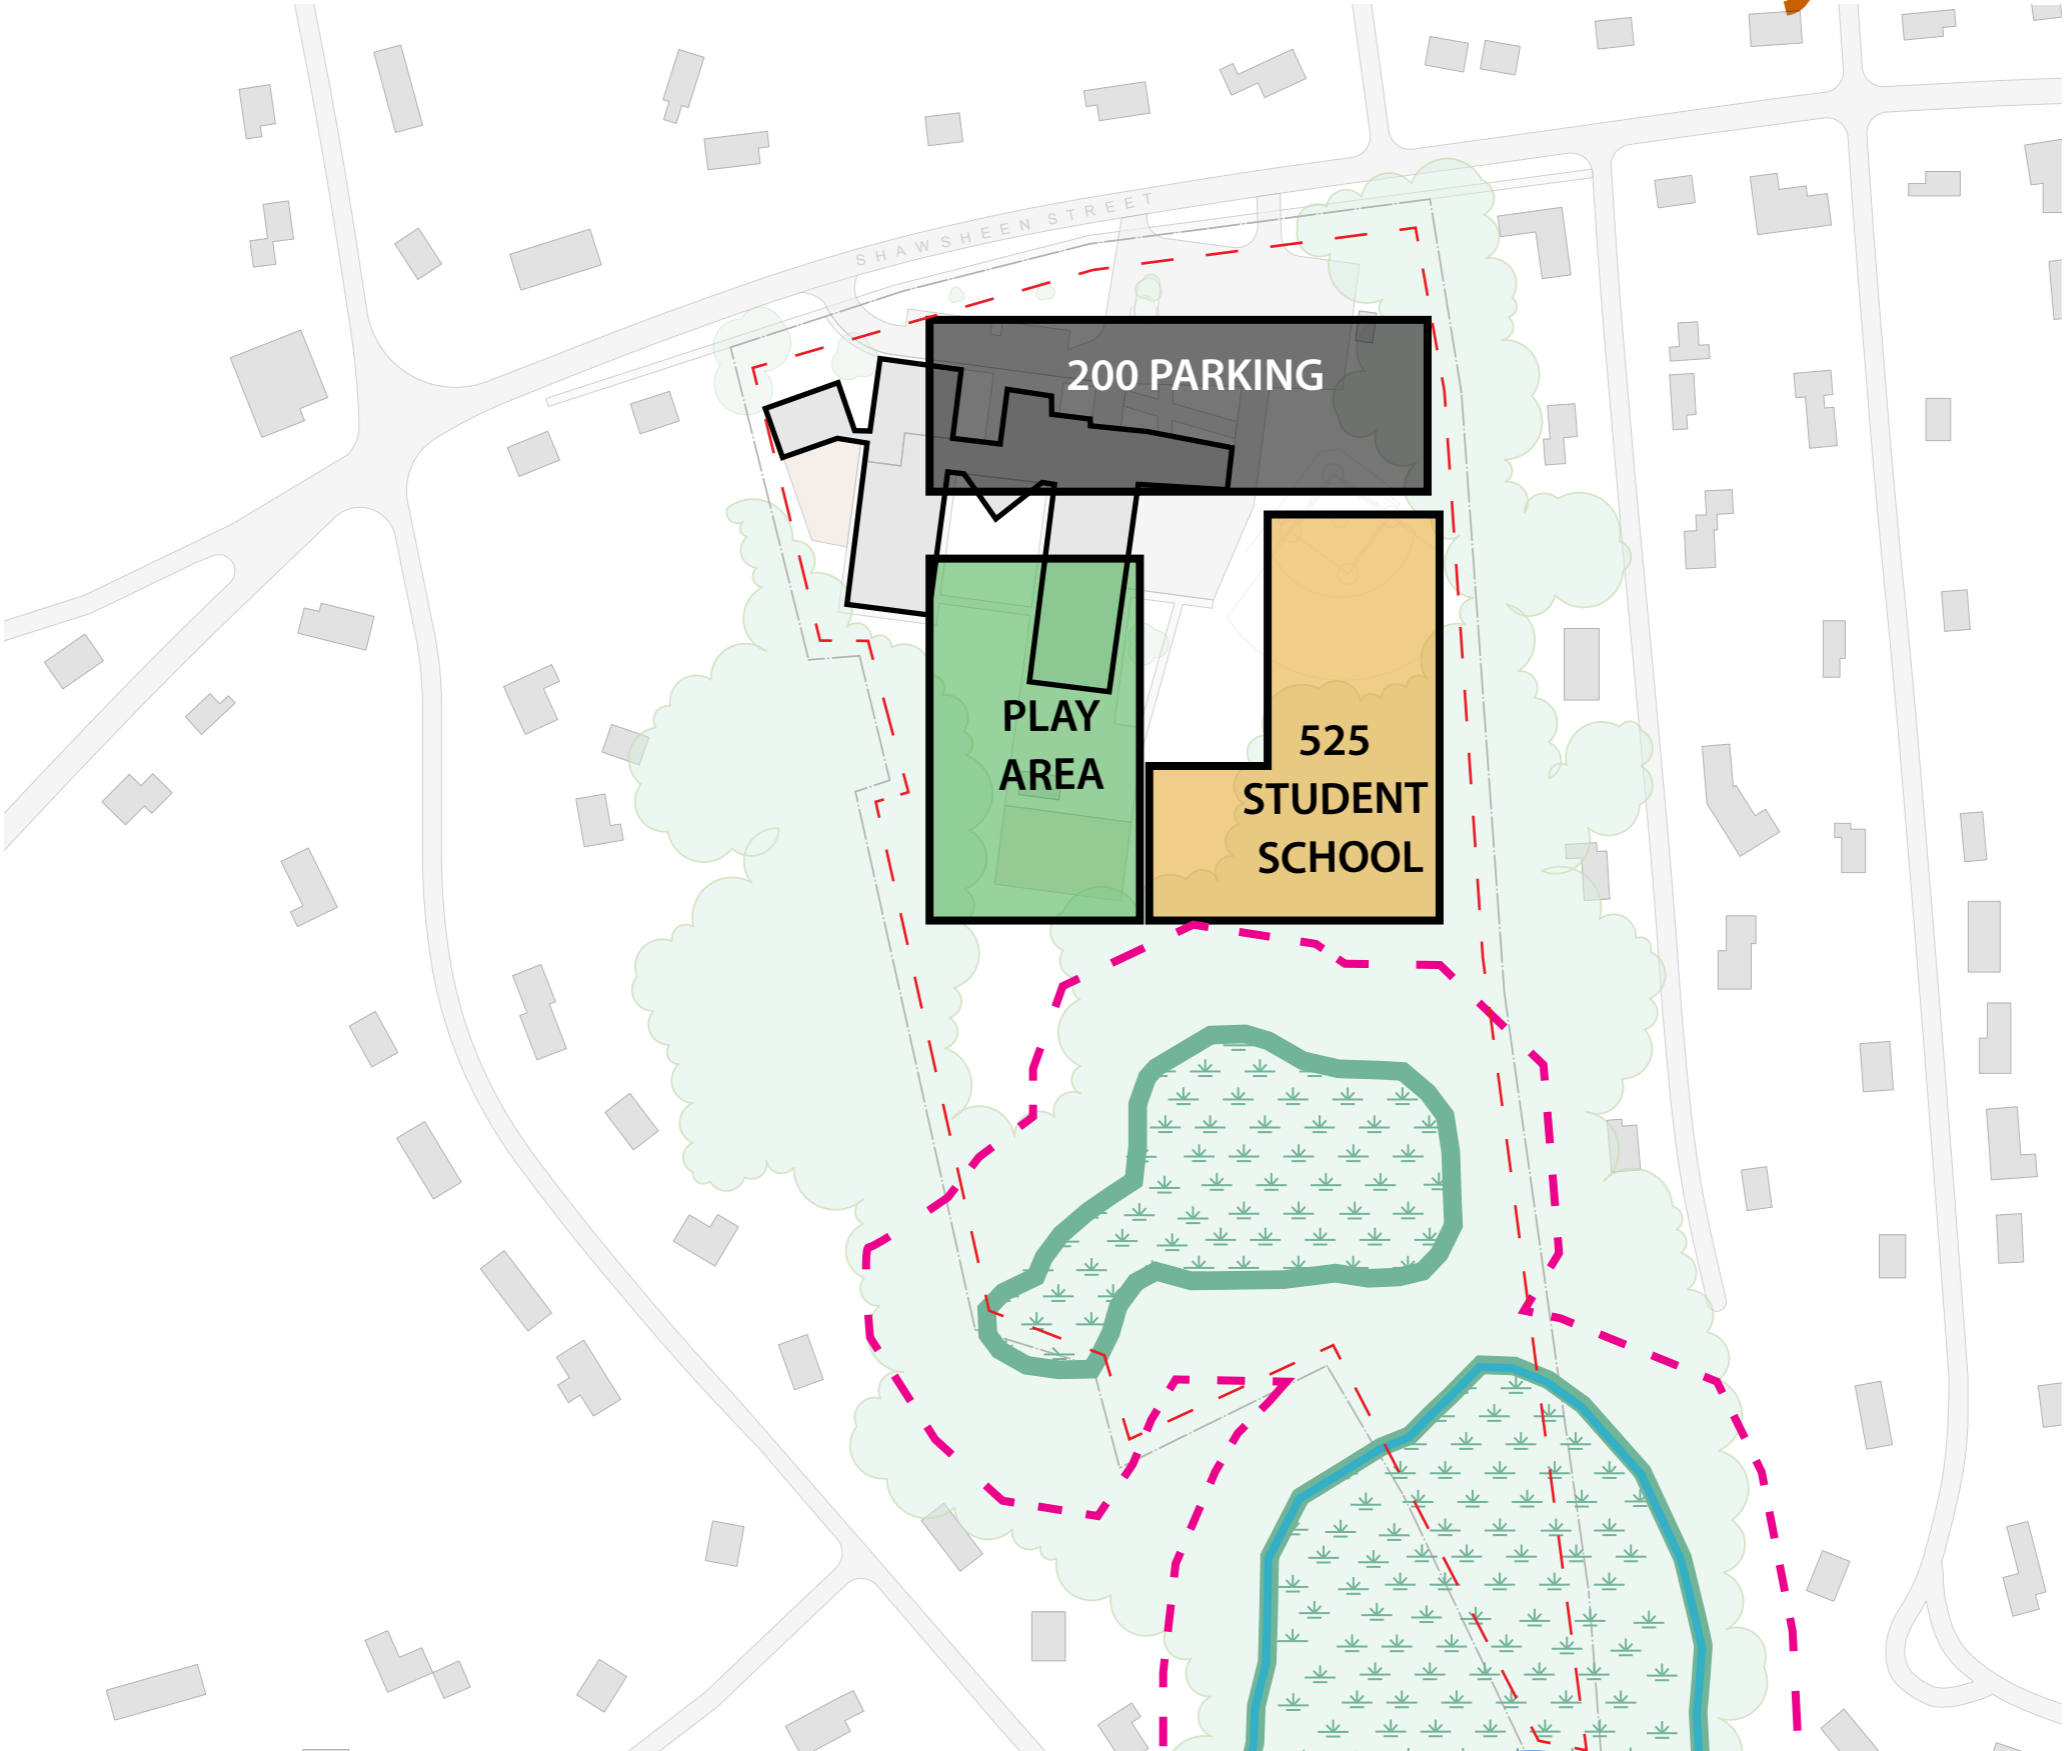 SHAWSHEEN STREET
200 PARKING
PLAY
AREA
525
STUDENT
SCHOOL